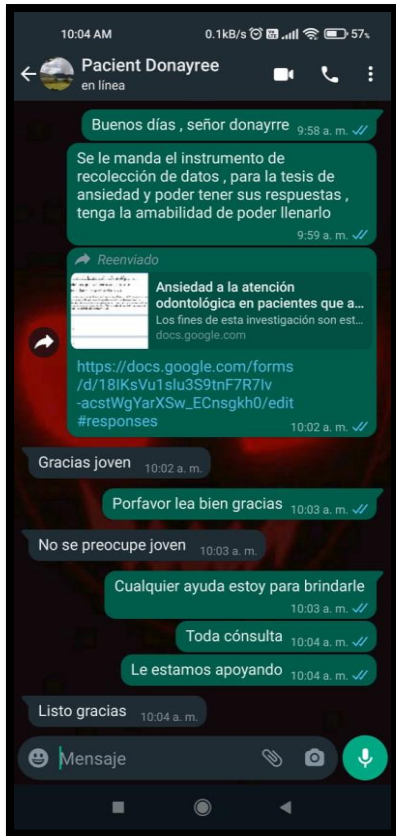 10:04 AM 0.1kB/s 57%
Pacient Donayree
en línea
Buenos días , señor donayrre 9:58 a. m.
Se le manda el instrumento de
recolección de datos , para la tesis de
ansiedad y poder tener sus respuestas ,
tenga la amabilidad de poder llenarlo
9:59 a. m.
Reenviado
Ansiedad a la atención
odontológica en pacientes que a...
Los fines de esta investigación son est...
docs.google.com
https://docs.google.com/forms
/d/18IKsVu1slu3S9tnF7R7Iv
-acstWgYarXSw_ECnsgkh0/edit
#responses
10:02 a. m.
Gracias joven 10:02 a. m.
Porfavor lea bien gracias 10:03 a. m.
No se preocupe joven 10:03 a. m.
Cualquier ayuda estoy para brindarle
10:03 a. m.
Toda cónsulta 10:04 a. m.
Le estamos apoyando 10:04 a. m.
Listo gracias 10:04 a. m.
Mensaje